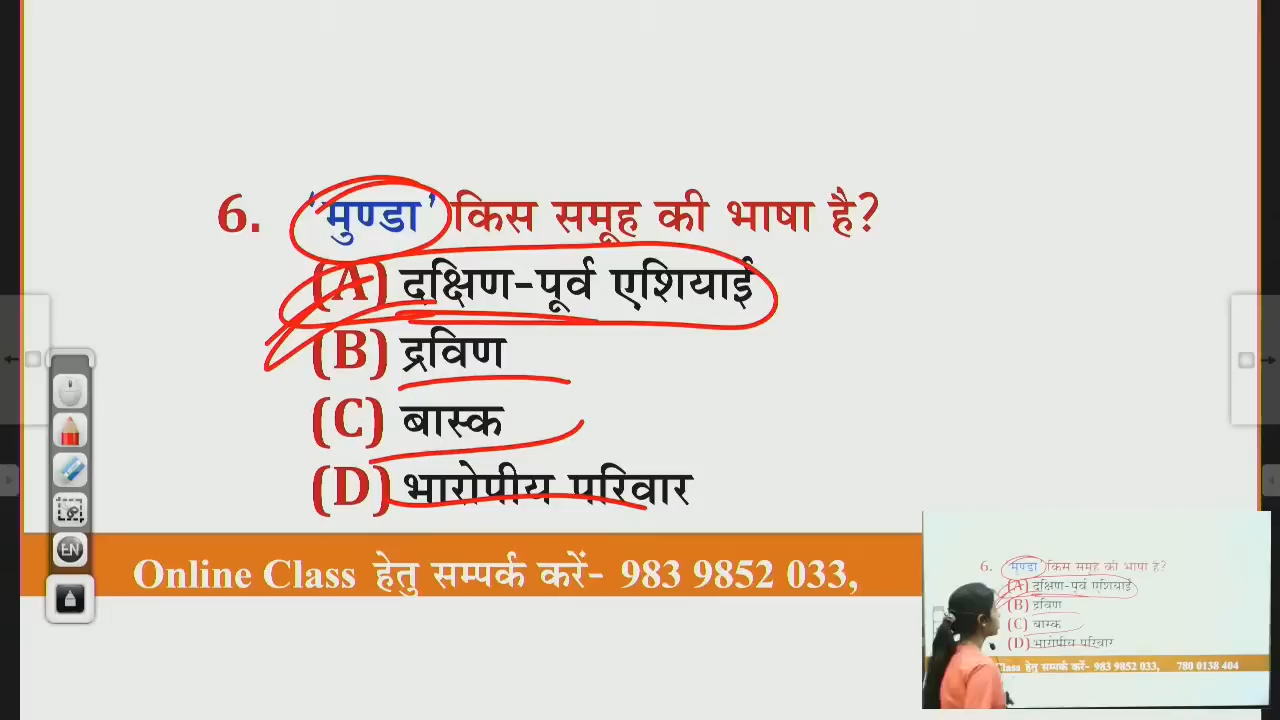 6. 'मुण्डा' किस समूह की भाषा है?
(A) दक्षिण-पूर्व एशियाई
(B) द्रविण
(C) बास्क
(D) भारोपीय परिवार
Online Class हेतु सम्पर्क करें- 983 9852 033,
EN
6. मुण्डा किस समूह की भाषा है?
(A) दक्षिण-पूर्व एशियाई
(B) द्रविण
(C) बास्क
(D) भारोपीय परिवार
Class हेतु सम्पर्क करें- 983 9852 033, 780 0138 404